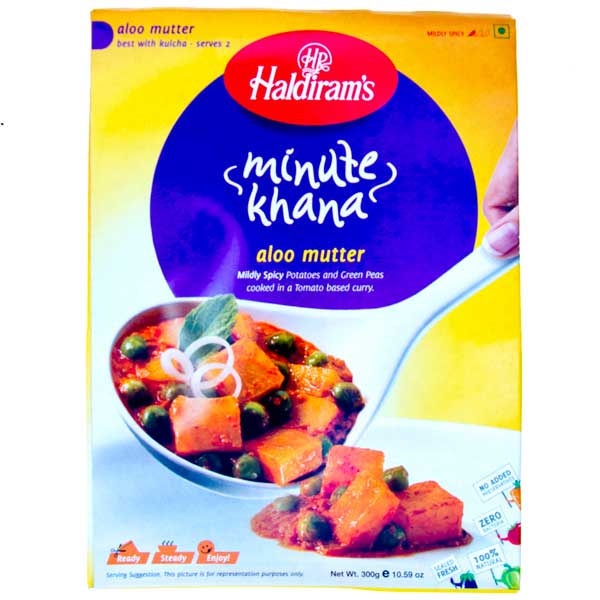 aloo mutter
best with kulcha - serves 2
MILDLY SPICY
HR
Haldiram's
minute
khana
aloo mutter
Mildly Spicy Potatoes and Green Peas
cooked in a Tomato based curry.
NO ADDED
PRESERVATIVES
ZERO
BACTERIA
100%
NATURAL
SEALED
FRESH
Ready Steady Enjoy!
Serving Suggestion. This picture is for representation purposes only.
Net Wt. 300g e 10.59 oz